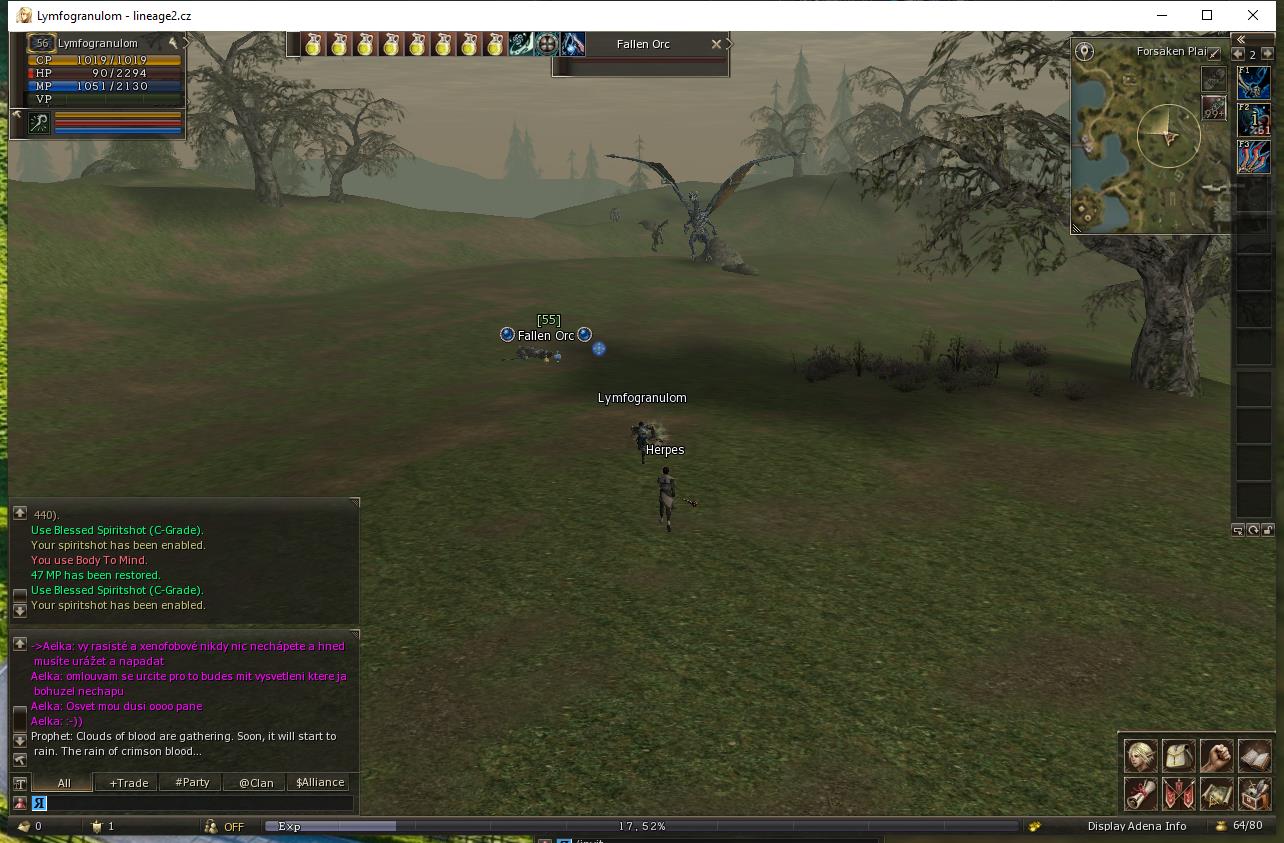 Lymfogranulom - lineage2.cz
56 Lymfogranulom
CP 1019/1019
HP 90/2294
MP 1051/2130
VP
Fallen Orc
Forsaken Plai
2
F1
F2
F3
99+
[55]
Fallen Orc
Lymfogranulom
Herpes
440).
Use Blessed Spiritshot (C-Grade).
Your spiritshot has been enabled.
You use Body To Mind.
47 MP has been restored.
Use Blessed Spiritshot (C-Grade).
Your spiritshot has been enabled.
->Aelka: vy rasisté a xenofobové nikdy nic nechápete a hned
musíte urážet a napadat
Aelka: omlouvam se urcite pro to budes mit vysvetleni ktere ja
bohuzel nechapu
Aelka: Osvet mou dusi oooo pane
Aelka: :-))
Prophet: Clouds of blood are gathering. Soon, it will start to
rain. The rain of crimson blood...
All +Trade #Party @Clan $Alliance
Я
0 1 OFF Exp 17,52% Display Adena Info 64/80